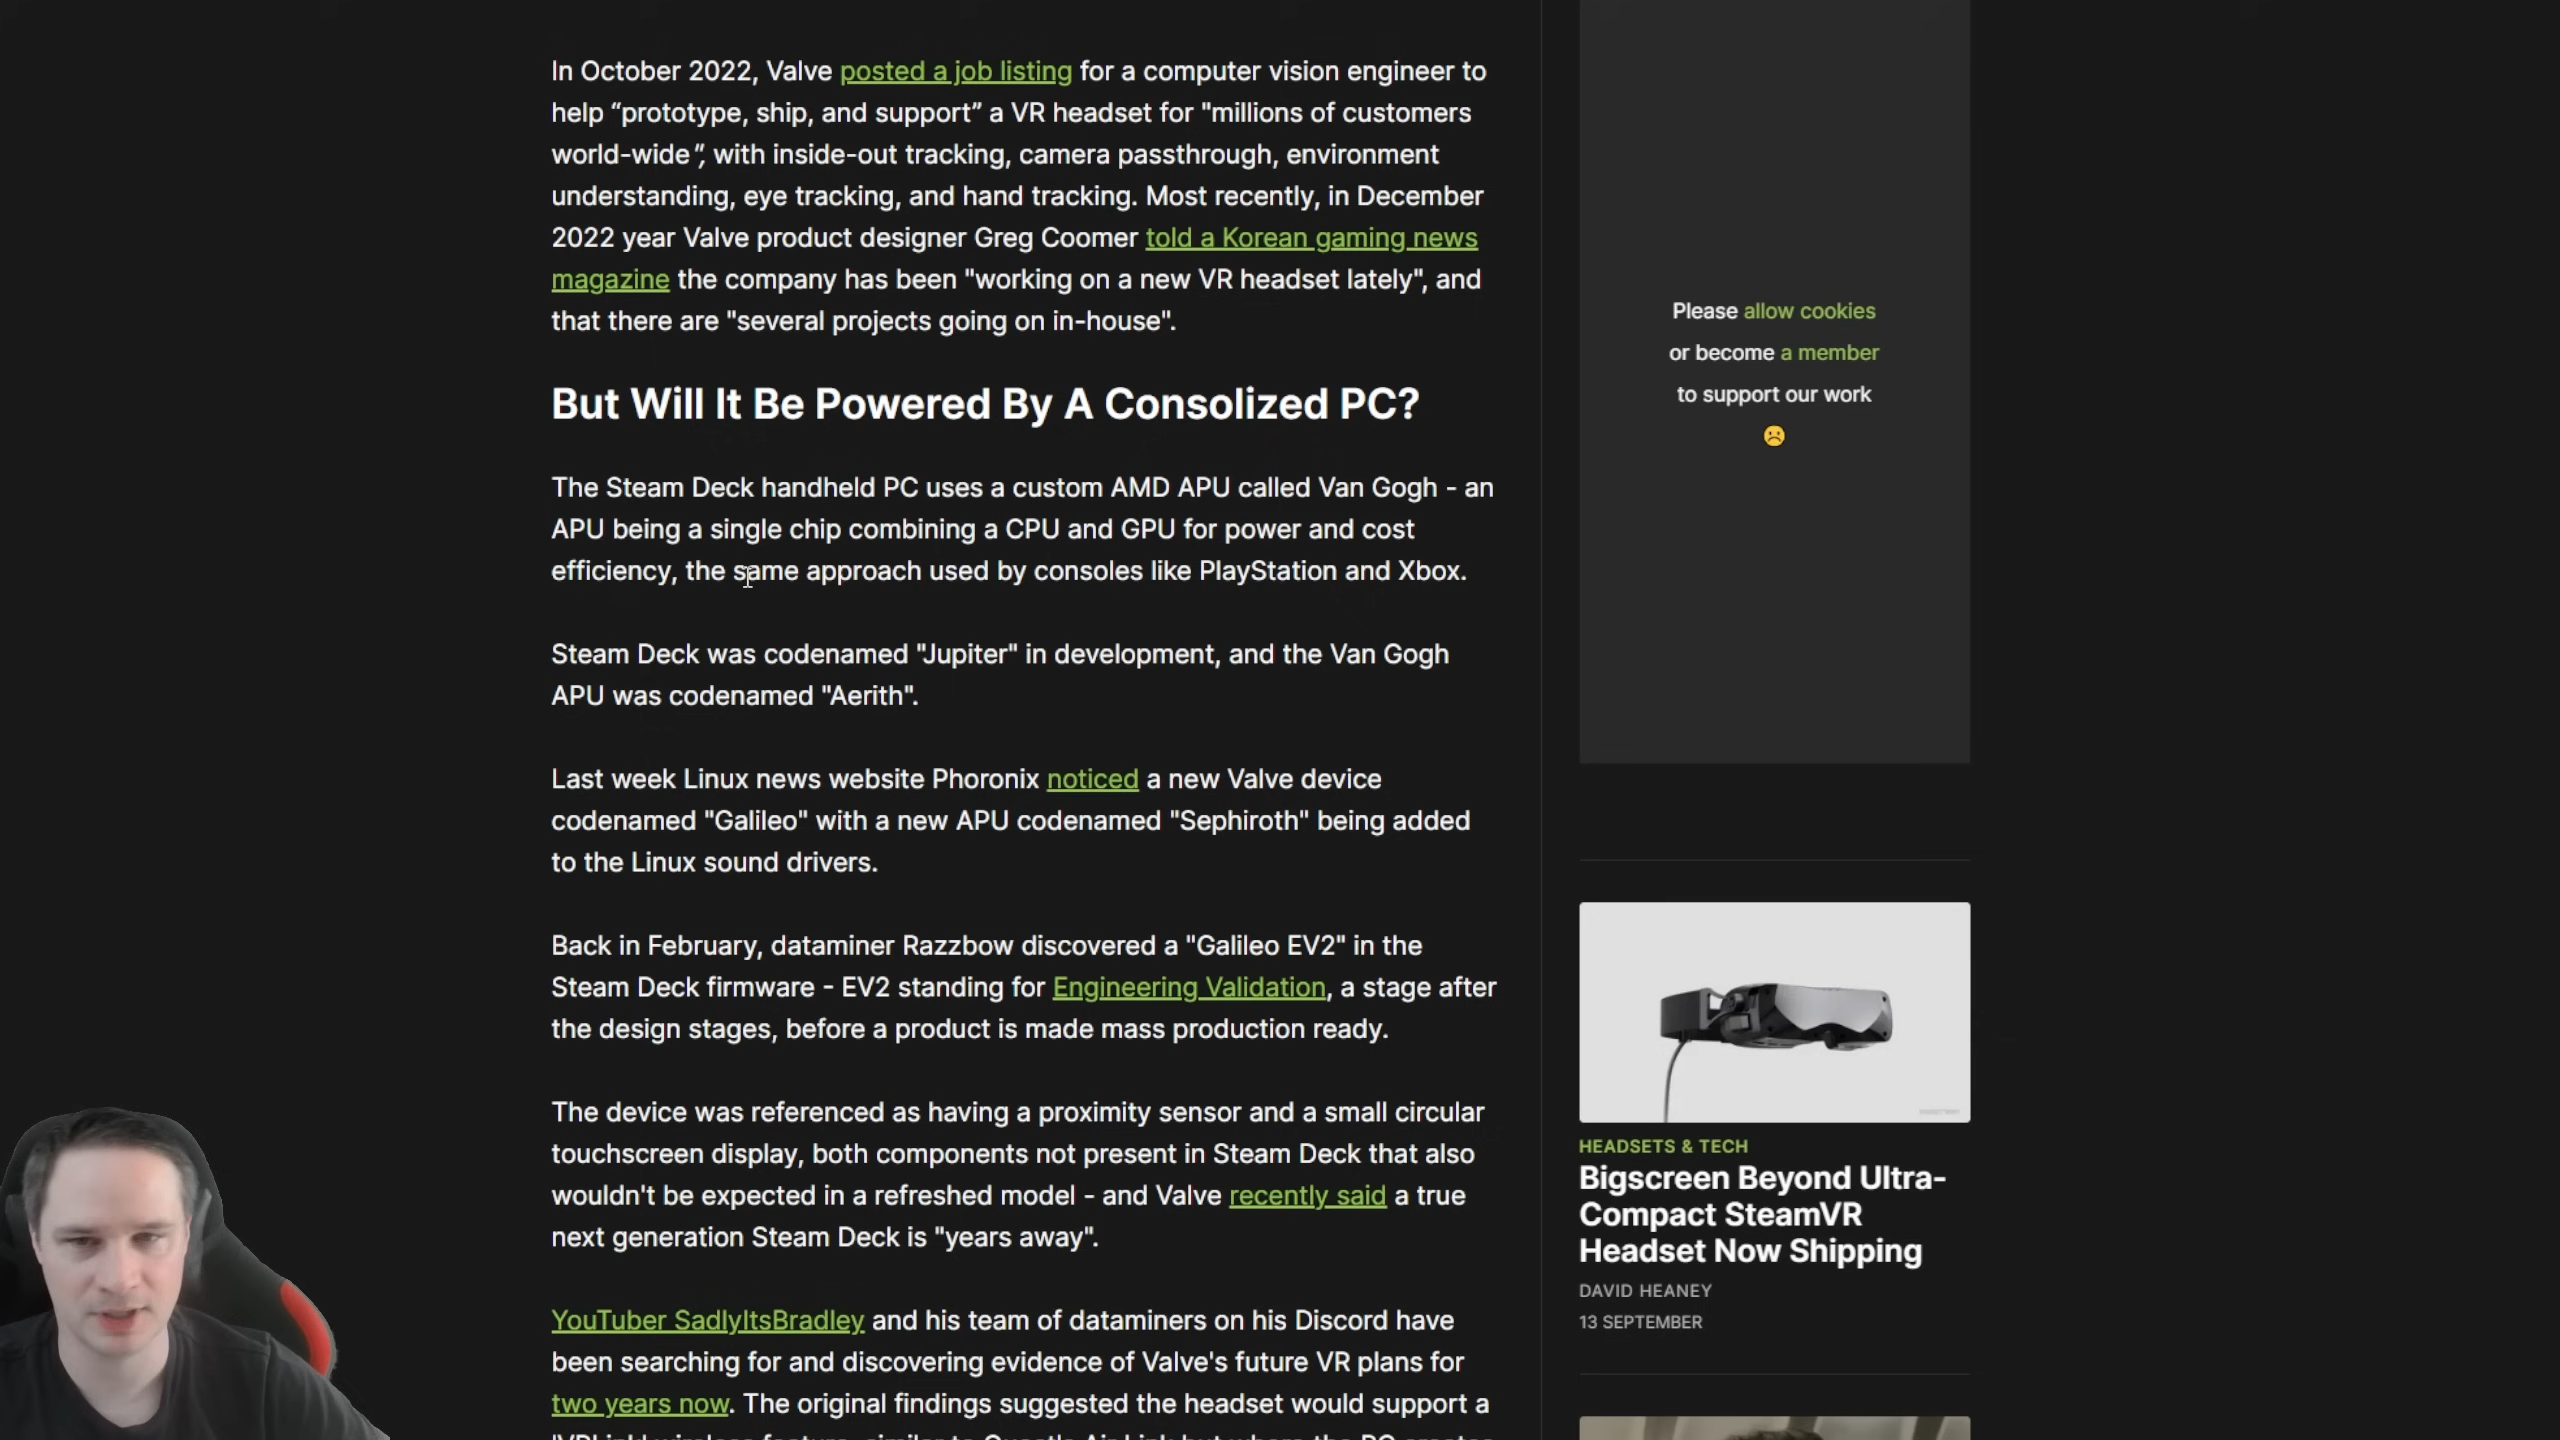 In October 2022, Valve posted a job listing for a computer vision engineer to
help “prototype, ship, and support” a VR headset for "millions of customers
world-wide”, with inside-out tracking, camera passthrough, environment
understanding, eye tracking, and hand tracking. Most recently, in December
2022 year Valve product designer Greg Coomer told a Korean gaming news
magazine the company has been "working on a new VR headset lately", and
that there are "several projects going on in-house".
But Will It Be Powered By A Consolized PC?
The Steam Deck handheld PC uses a custom AMD APU called Van Gogh - an
APU being a single chip combining a CPU and GPU for power and cost
efficiency, the same approach used by consoles like PlayStation and Xbox.
Steam Deck was codenamed "Jupiter" in development, and the Van Gogh
APU was codenamed "Aerith".
Last week Linux news website Phoronix noticed a new Valve device
codenamed "Galileo" with a new APU codenamed "Sephiroth" being added
to the Linux sound drivers.
Back in February, dataminer Razzbow discovered a "Galileo EV2" in the
Steam Deck firmware - EV2 standing for Engineering Validation, a stage after
the design stages, before a product is made mass production ready.
The device was referenced as having a proximity sensor and a small circular
touchscreen display, both components not present in Steam Deck that also
wouldn't be expected in a refreshed model - and Valve recently said a true
next generation Steam Deck is "years away".
YouTuber SadlyItsBradley and his team of dataminers on his Discord have
been searching for and discovering evidence of Valve's future VR plans for
two years now. The original findings suggested the headset would support a
Please allow cookies
or become a member
to support our work
HEADSETS & TECH
Bigscreen Beyond Ultra-
Compact SteamVR
Headset Now Shipping
DAVID HEANEY
13 SEPTEMBER